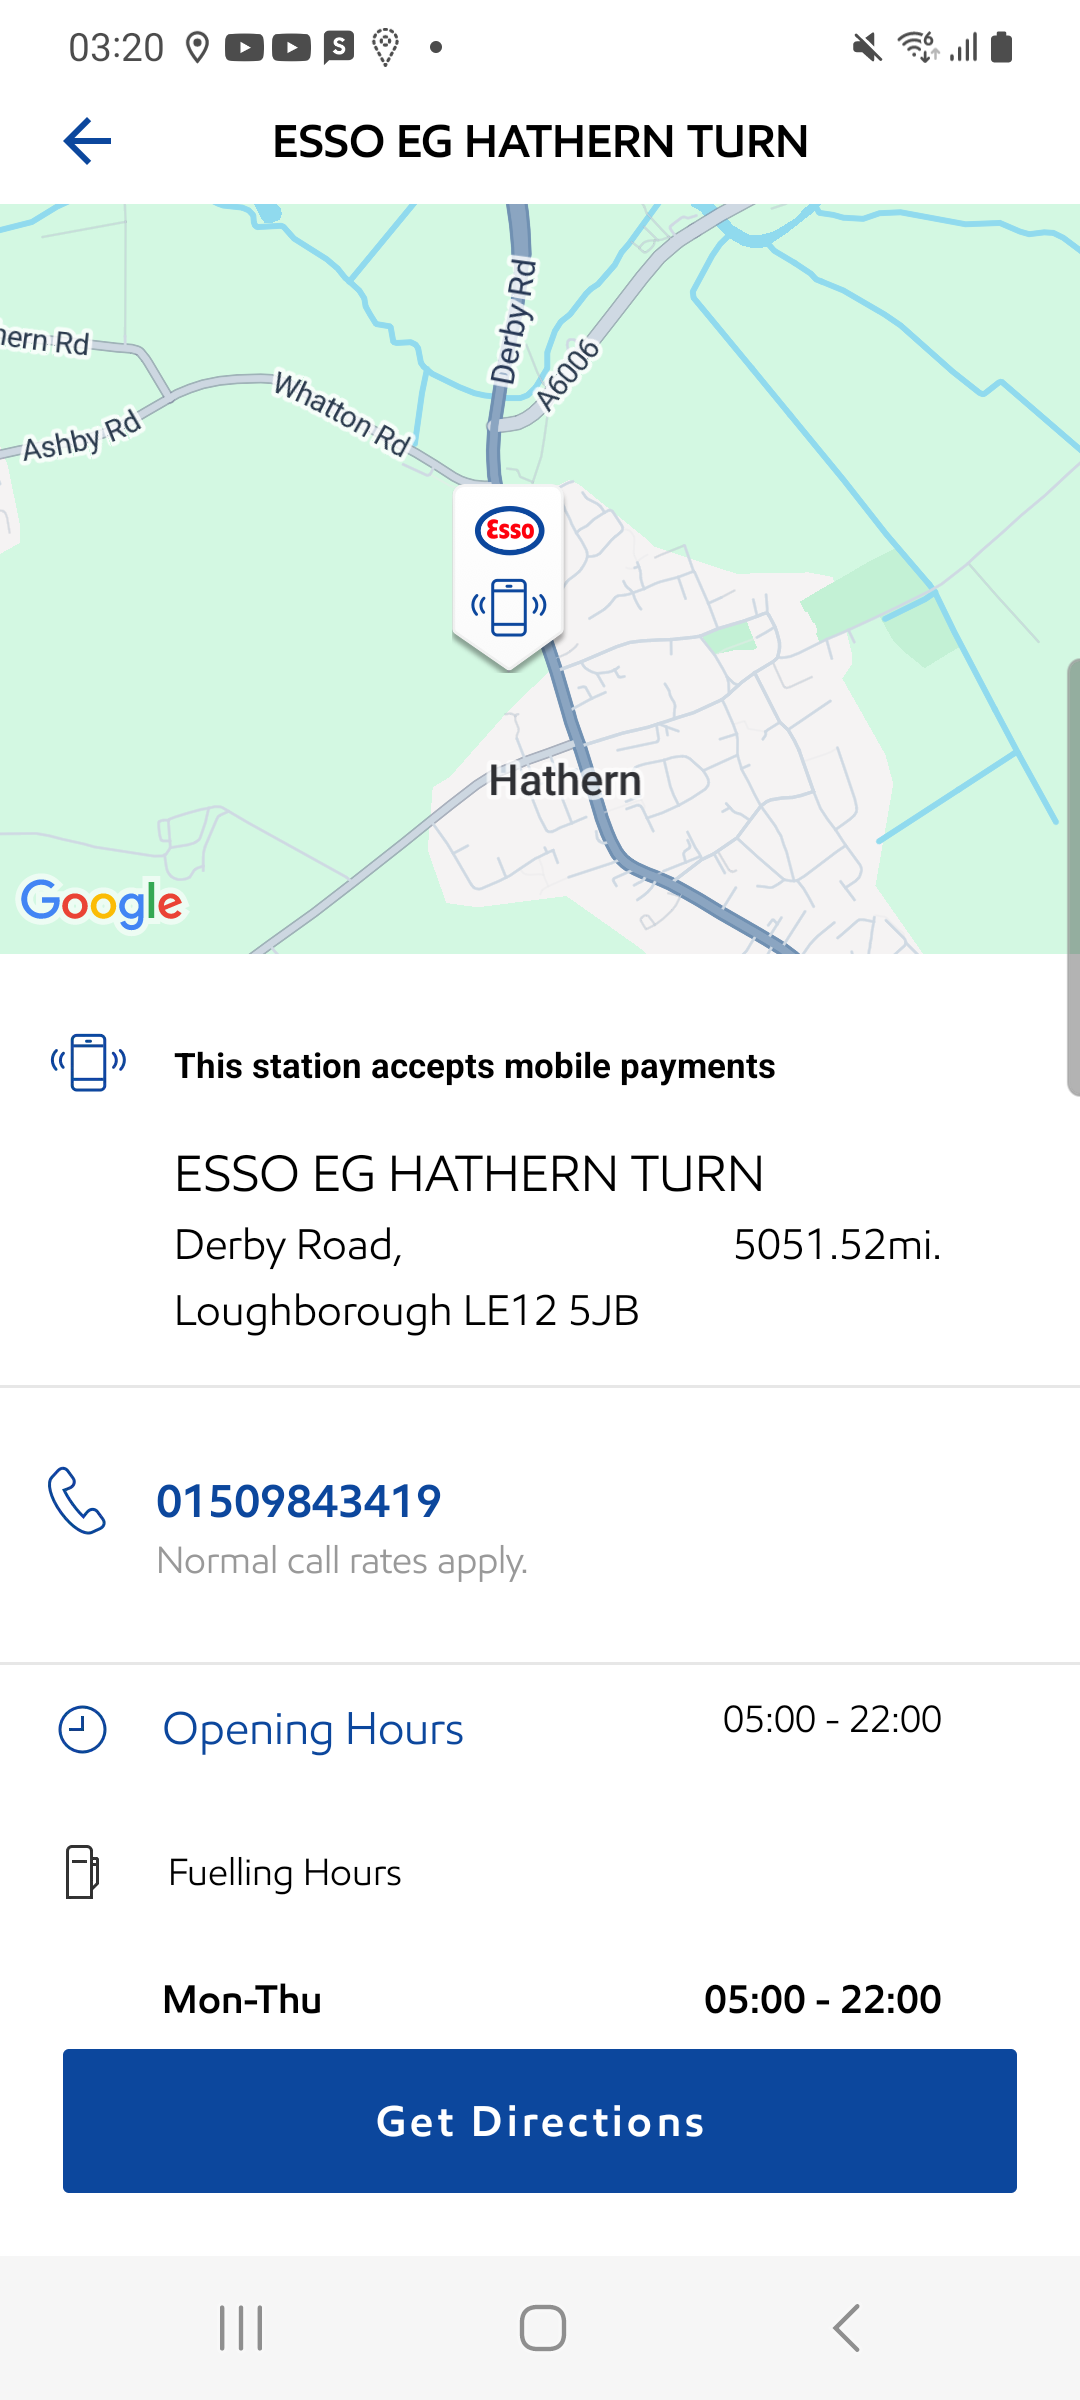 03:20
ESSO EG HATHERN TURN
Derby Rd
hern Rd
A6006
Whatton Rd
Ashby Rd
Esso
Hathern
Google
This station accepts mobile payments
ESSO EG HATHERN TURN
Derby Road, 5051.52mi.
Loughborough LE12 5JB
01509843419
Normal call rates apply.
Opening Hours 05:00 - 22:00
Fuelling Hours
Mon-Thu 05:00 - 22:00
Get Directions